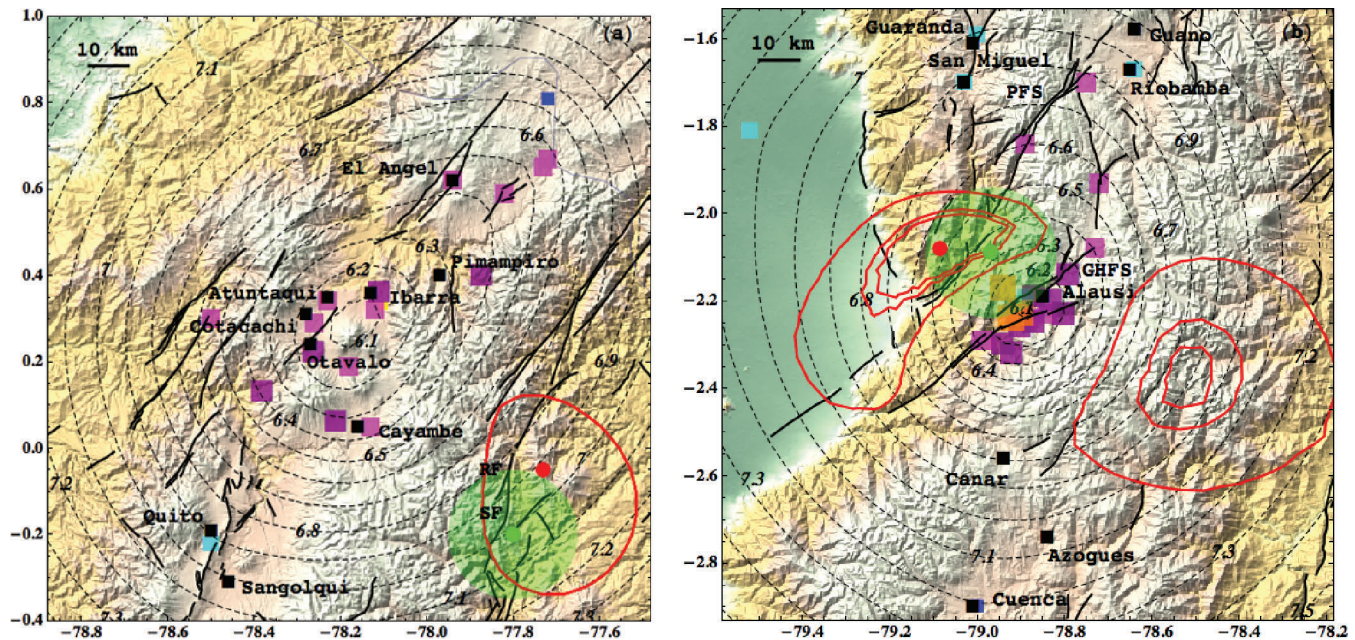 (a)
10 km
7.1
6.7
6.6
El Angel
6.3
Pimampiro
7
6.2
Atuntaqui
Ibarra
Cotacachi
6.1
Otavalo
6.9
6.4
Cayambe
6.5
RF
7
7.2
SF
Quito
6.8
7.2
Sangolqui
7.1
7.3
7.3
1.0
0.8
0.6
0.4
0.2
0.0
−0.2
−0.4
−78.8
−78.6
−78.4
−78.2
−78.0
−77.8
−77.6
(b)
Guaranda
10 km
Guano
San Miguel
7
Riobamba
PFS
6.9
6.6
6.5
6.7
6.3
GHFS
6.2
6.8
Alausi
6.1
7.2
6.4
Canar
7.3
Azogues
7.1
7.3
Cuenca
7.5
−1.6
−1.8
−2.0
−2.2
−2.4
−2.6
−2.8
−79.4
−79.2
−79.0
−78.8
−78.6
−78.4
−78.2